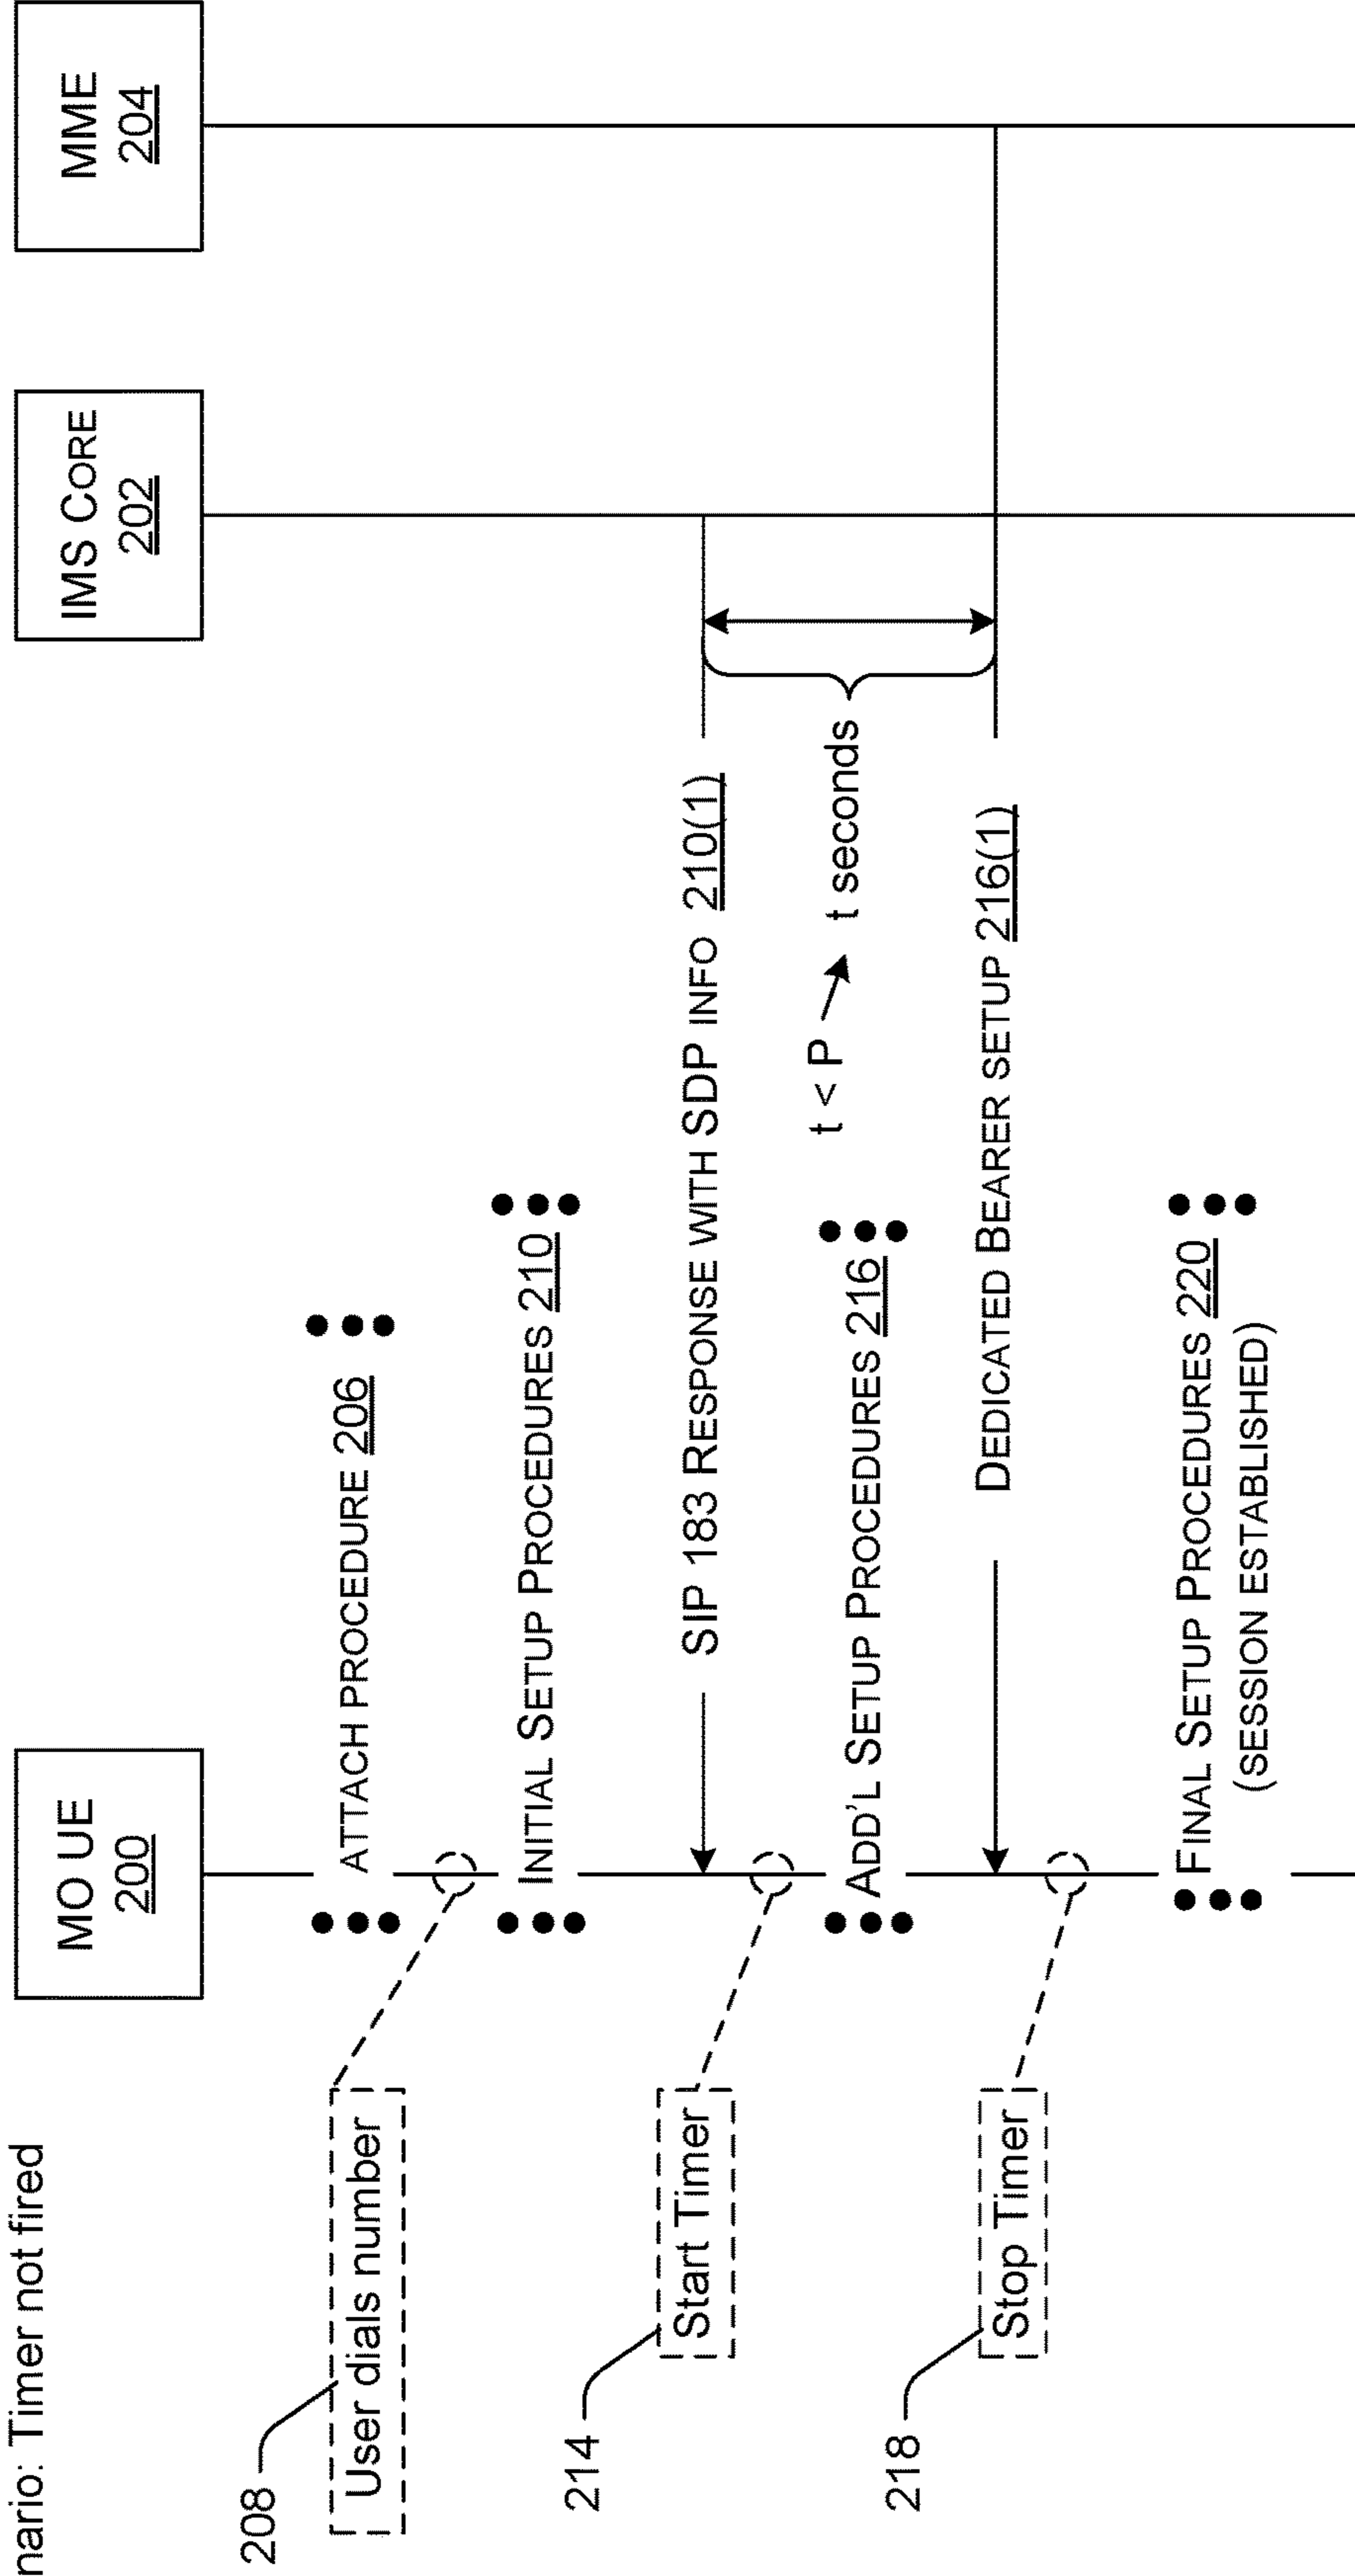 nario: Timer not fired
MO UE
200
IMS CORE
202
MME
204
ATTACH PROCEDURE 206
208
User dials number
INITIAL SETUP PROCEDURES 210
SIP 183 RESPONSE WITH SDP INFO 210(1)
214
Start Timer
t < P
t seconds
ADD'L SETUP PROCEDURES 216
DEDICATED BEARER SETUP 216(1)
218
Stop Timer
FINAL SETUP PROCEDURES 220
(SESSION ESTABLISHED)